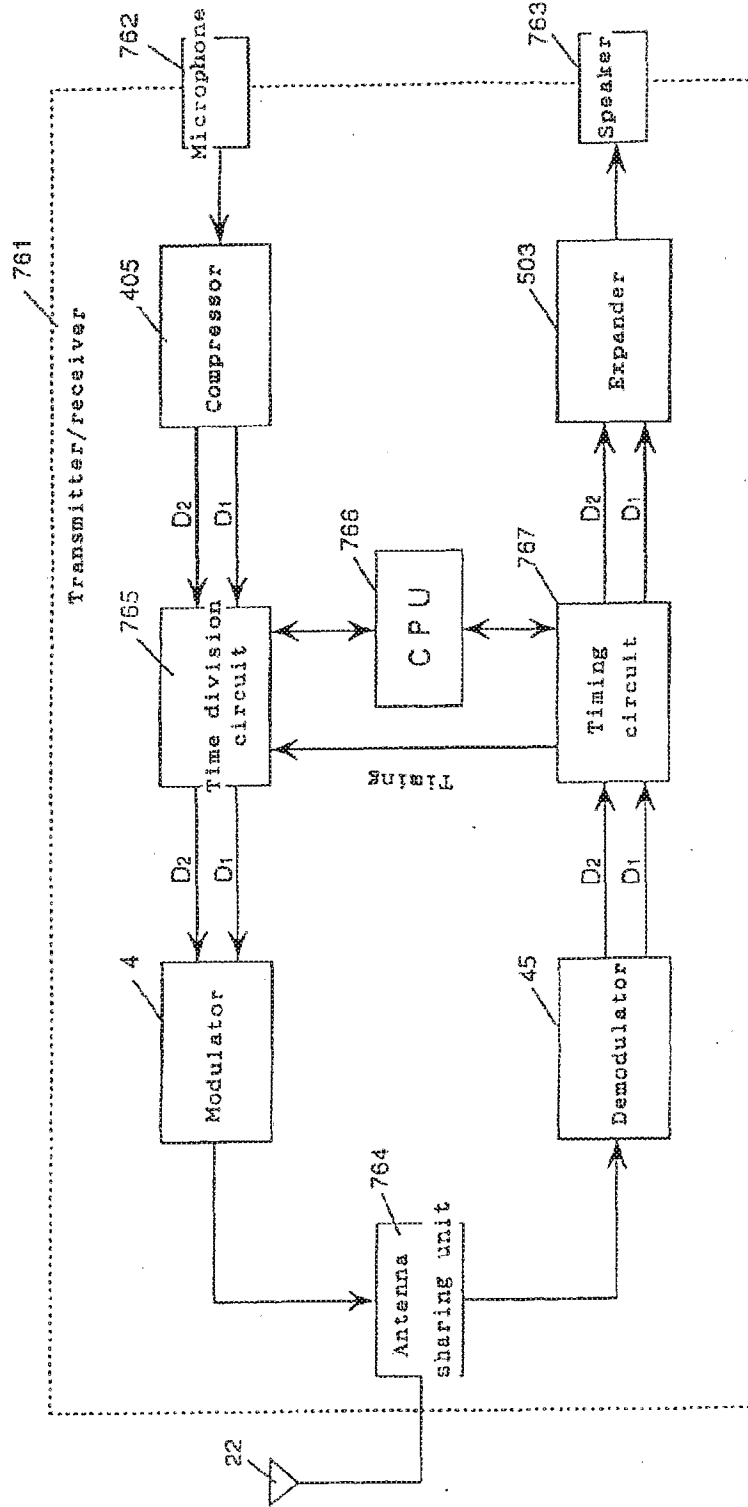 Transmitter/receiver
761
22
Antenna
sharing unit
764
Modulator
4
D2
D1
Time division
circuit
765
D2
D1
Compressor
405
Microphone
762
Timing
CPU
766
Demodulator
45
D2
D1
Timing
circuit
767
D2
D1
Expander
503
Speaker
763